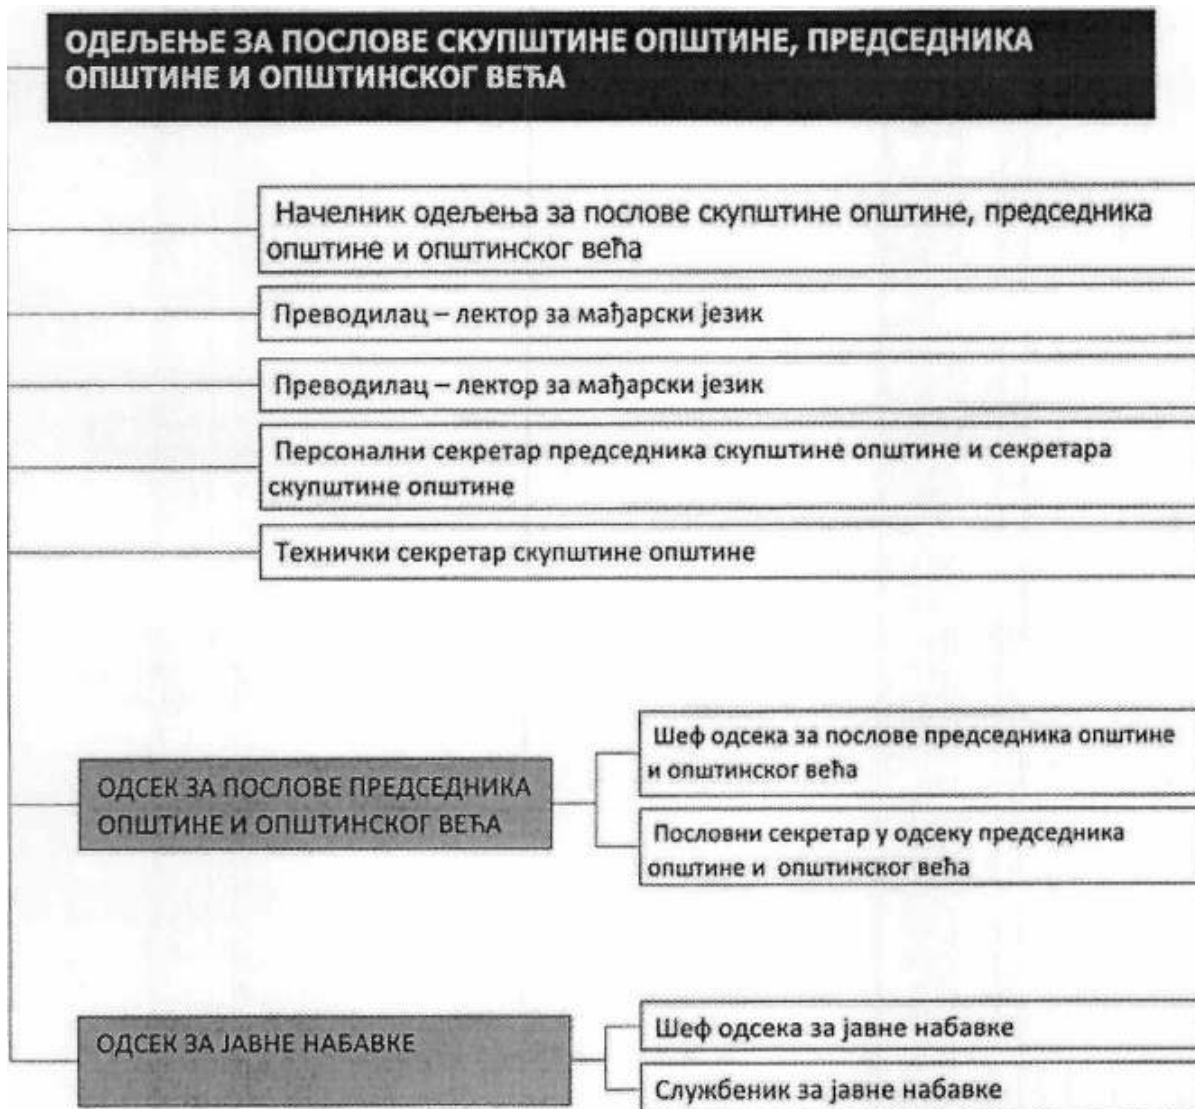 ОДЕЉЕЊЕ ЗА ПОСЛОВЕ СКУПШТИНЕ ОПШТИНЕ, ПРЕДСЕДНИКА
ОПШТИНЕ И ОПШТИНСКОГ ВЕЋА
Начелник одељења за послове скупштине општине, председника
општине и општинског већа
Преводилац – лектор за мађарски језик
Преводилац – лектор за мађарски језик
Персонални секретар председника скупштине општине и секретара
скупштине општине
Технички секретар скупштине општине
ОДСЕК ЗА ПОСЛОВЕ ПРЕДСЕДНИКА
ОПШТИНЕ И ОПШТИНСКОГ ВЕЋА
Шеф одсека за послове председника општине
и општинског већа
Пословни секретар у одсеку председника
општине и општинског већа
ОДСЕК ЗА ЈАВНЕ НАБАВКЕ
Шеф одсека за јавне набавке
Службеник за јавне набавке